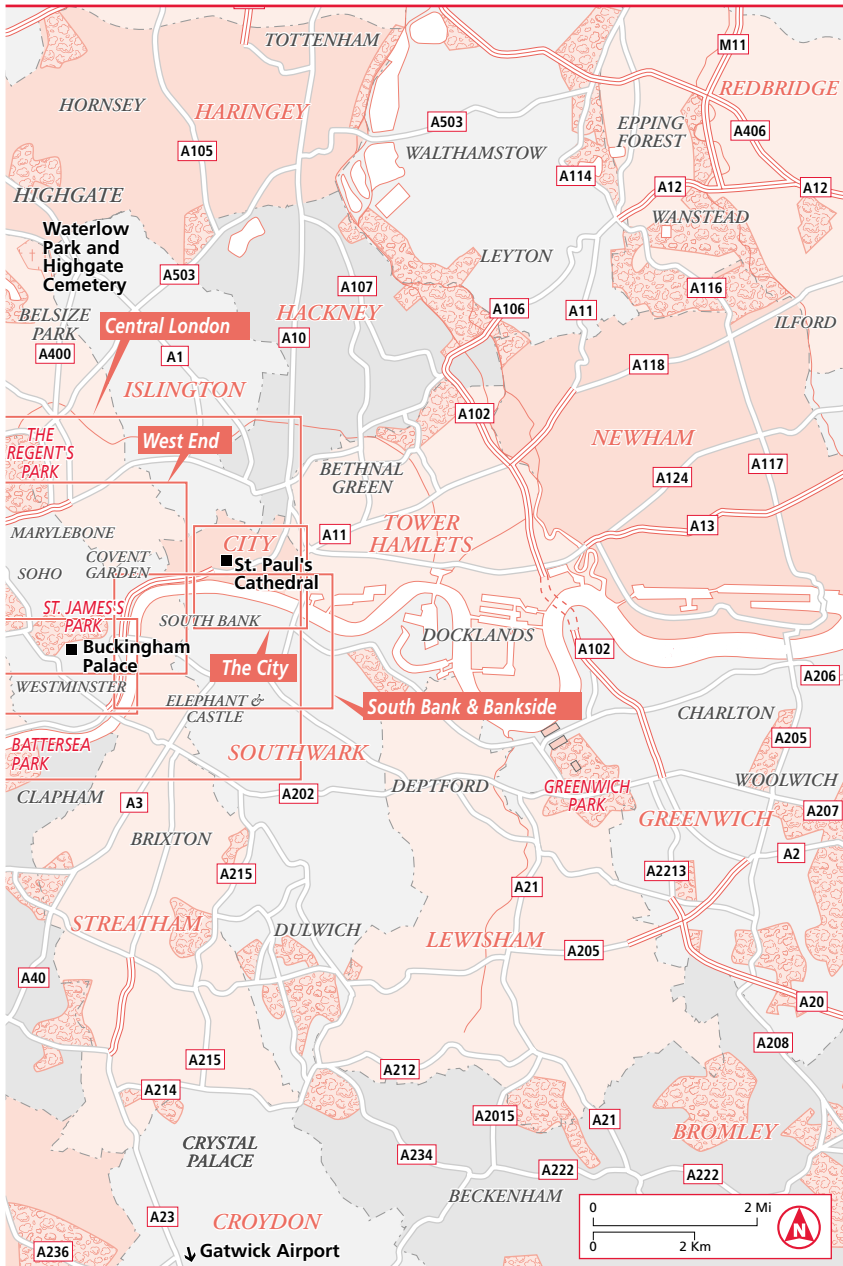 TOTTENHAM
M11
REDBRIDGE
HORNSEY
HARINGEY
A503
EPPING
FOREST
A406
A105
WALTHAMSTOW
A114
A12
A12
HIGHGATE
WANSTEAD
Waterlow
Park and
Highgate
Cemetery
LEYTON
A503
A107
A116
A106
A11
BELSIZE
PARK
Central London
HACKNEY
A10
ILFORD
A400
A1
A118
ISLINGTON
A102
THE
REGENT'S
PARK
West End
NEWHAM
BETHNAL
GREEN
A117
A124
MARYLEBONE
CITY
A11
TOWER
HAMLETS
A13
COVENT
GARDEN
St. Paul's
Cathedral
SOHO
ST. JAMES'S
PARK
SOUTH BANK
DOCKLANDS
Buckingham
Palace
A102
The City
A206
WESTMINSTER
ELEPHANT &
CASTLE
South Bank & Bankside
CHARLTON
A205
BATTERSEA
PARK
SOUTHWARK
DEPTFORD
GREENWICH
PARK
WOOLWICH
CLAPHAM
A3
A202
A207
GREENWICH
BRIXTON
A2
A215
A2213
A21
STREATHAM
DULWICH
LEWISHAM
A205
A40
A20
A208
A215
A212
A214
A2015
A21
CRYSTAL
PALACE
BROMLEY
A234
A222
A222
BECKENHAM
A23
CROYDON
0
2 Mi
0
2 Km
N
A236
Gatwick Airport